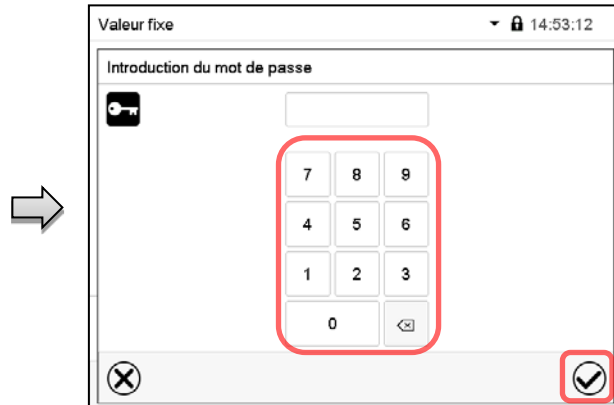 Valeur fixe 14:53:12
Introduction du mot de passe
7 8 9
4 5 6
1 2 3
0